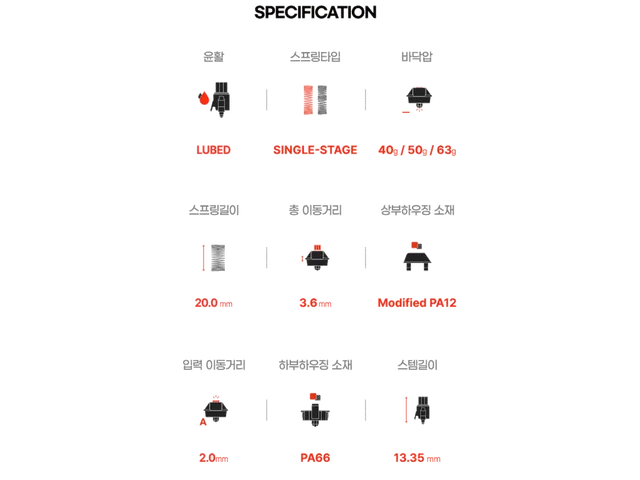 SPECIFICATION
윤활 스프링타입 바닥압
LUBED SINGLE-STAGE 40g / 50g / 63g
스프링길이 총 이동거리 상부하우징 소재
20.0 mm 3.6 mm Modified PA12
입력 이동거리 하부하우징 소재 스템길이
A
2.0mm PA66 13.35 mm